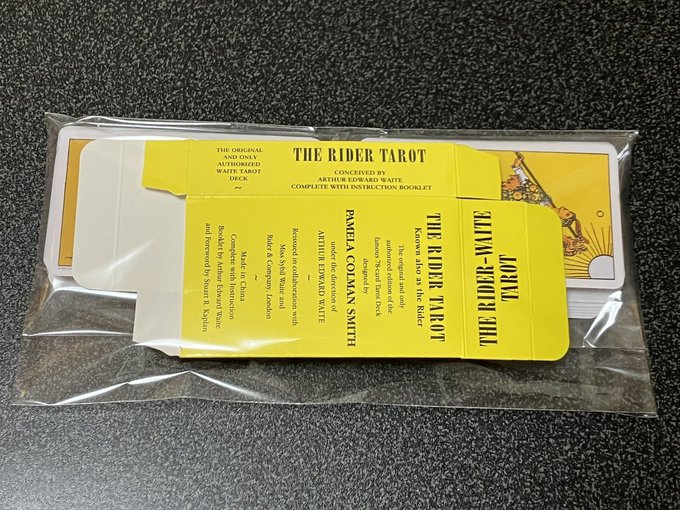 THE ORIGINAL
AND ONLY
AUTHORIZED
WAITE TAROT
DECK
~
THE RIDER TAROT
CONCEIVED BY
ARTHUR EDWARD WAITE
COMPLETE WITH INSTRUCTION BOOKLET
THE RIDER–WAITE
TAROT
THE RIDER TAROT
Known also as the Rider
The original and only
authorized edition of the
famous 78-card Tarot Deck
designed by
PAMELA COLMAN SMITH
under the direction of
ARTHUR EDWARD WAITE
~
Reissued in collaboration with
Miss Sybil Waite and
Rider & Company, London
~
Made in China
Complete with Instruction
Booklet by Arthur Edward Waite
and Foreword by Stuart R. Kaplan